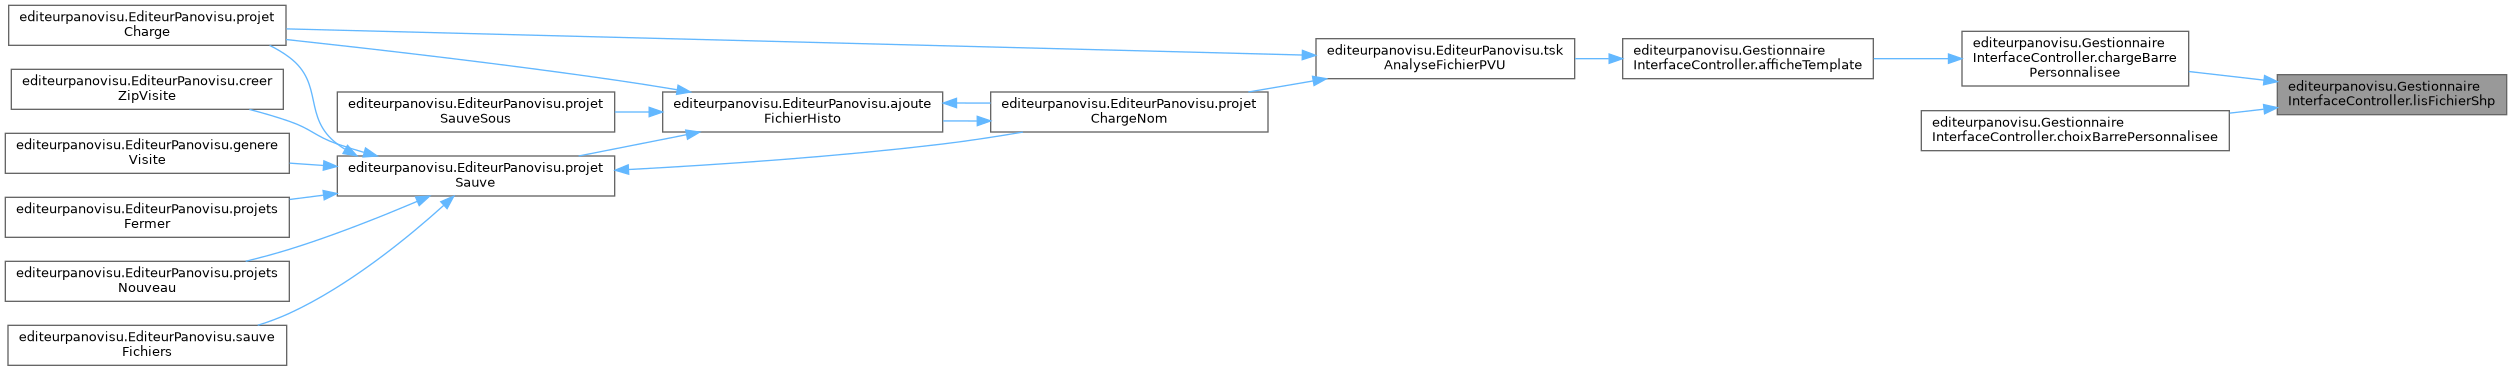 editeurpanovisu.EditeurPanovisu.projet
Charge
editeurpanovisu.EditeurPanovisu.creer
ZipVisite
editeurpanovisu.EditeurPanovisu.genere
Visite
editeurpanovisu.EditeurPanovisu.projets
Fermer
editeurpanovisu.EditeurPanovisu.projets
Nouveau
editeurpanovisu.EditeurPanovisu.sauve
Fichiers
editeurpanovisu.EditeurPanovisu.projet
SauveSous
editeurpanovisu.EditeurPanovisu.projet
Sauve
editeurpanovisu.EditeurPanovisu.ajoute
FichierHisto
editeurpanovisu.EditeurPanovisu.projet
ChargeNom
editeurpanovisu.EditeurPanovisu.tsk
AnalyseFichierPVU
editeurpanovisu.Gestionnaire
InterfaceController.afficheTemplate
editeurpanovisu.Gestionnaire
InterfaceController.chargeBarre
Personnalisee
editeurpanovisu.Gestionnaire
InterfaceController.choixBarrePersonnalisee
editeurpanovisu.Gestionnaire
InterfaceController.lisFichierShp